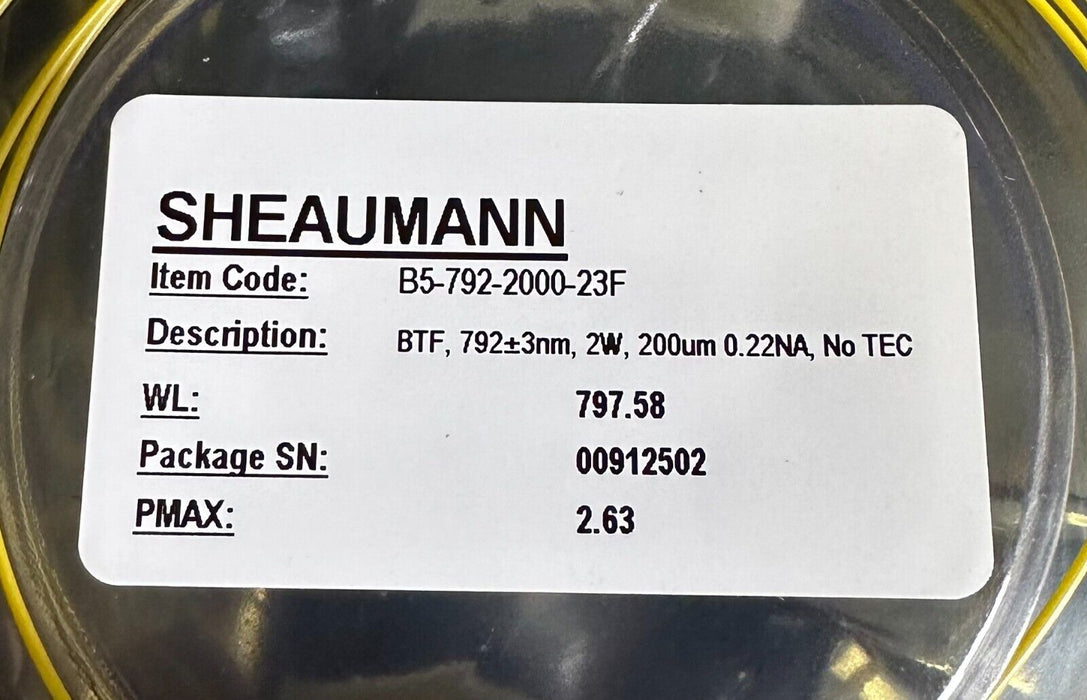 SHEAUMANN
Item Code: B5-792-2000-23F
Description: BTF, 792±3nm, 2W, 200um 0.22NA, No TEC
WL: 797.58
Package SN: 00912502
PMAX: 2.63